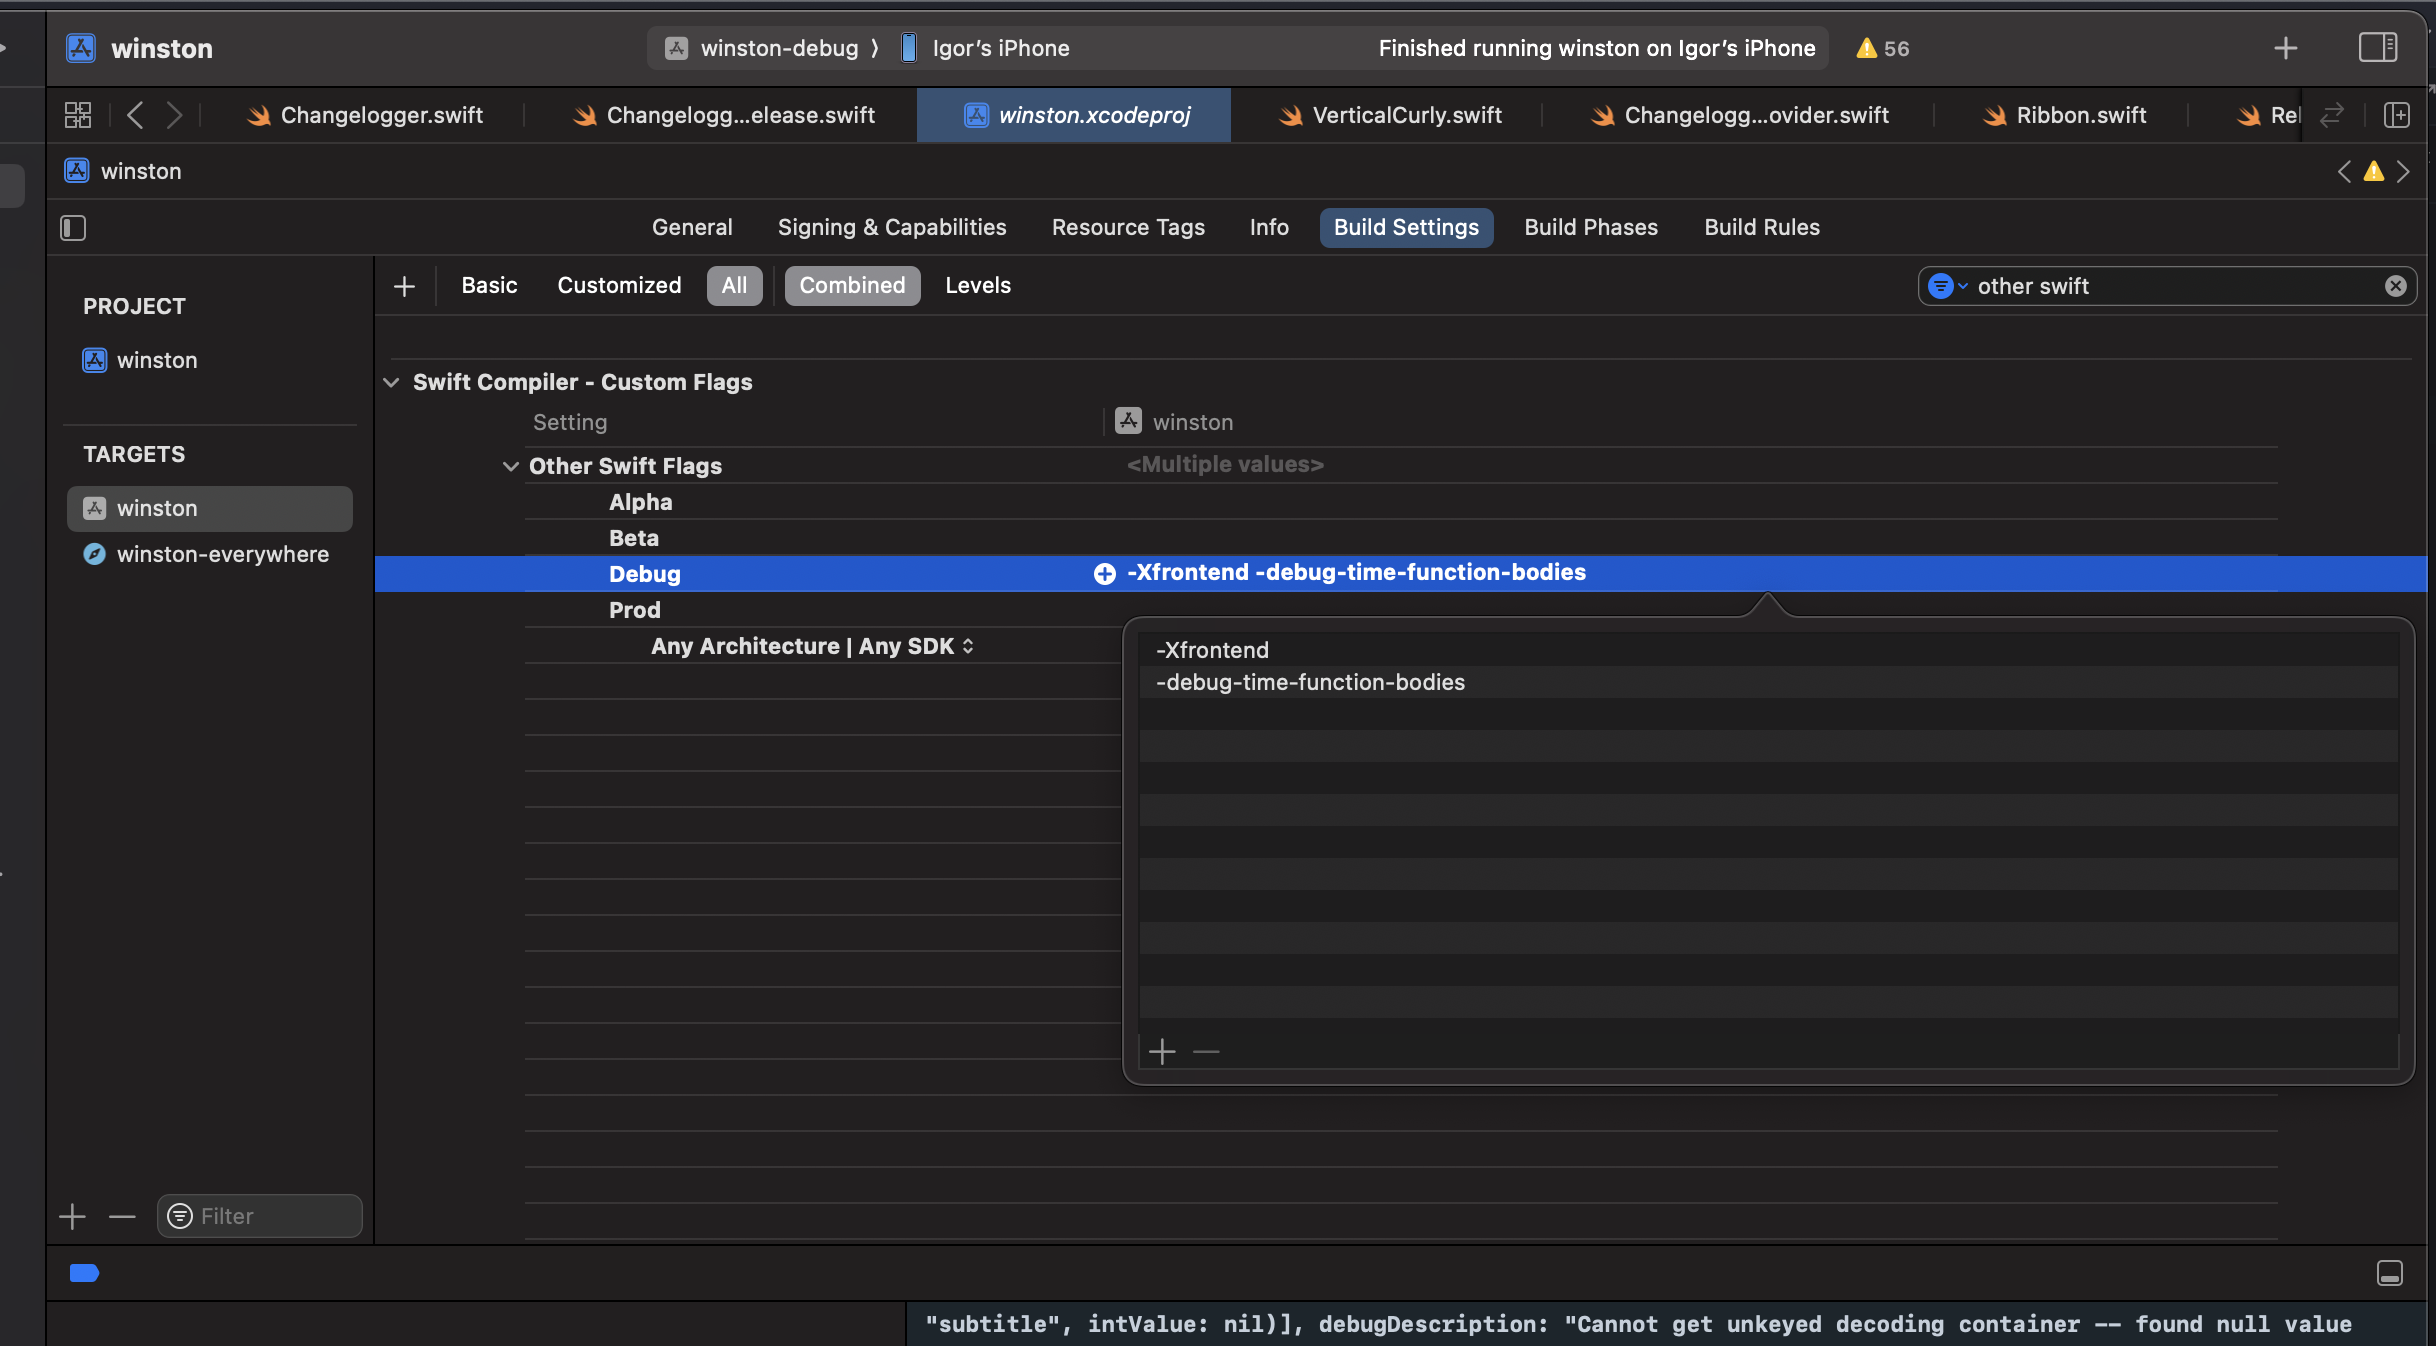 winston
winston-debug 〉 Igor’s iPhone
Finished running winston on Igor’s iPhone
56
Changelogger.swift
Changelogg...elease.swift
winston.xcodeproj
VerticalCurly.swift
Changelogg...ovider.swift
Ribbon.swift
Rel
winston
General
Signing & Capabilities
Resource Tags
Info
Build Settings
Build Phases
Build Rules
PROJECT
winston
TARGETS
winston
winston-everywhere
Filter
Basic
Customized
All
Combined
Levels
other swift
Swift Compiler - Custom Flags
Setting
winston
Other Swift Flags
<Multiple values>
Alpha
Beta
Debug
-Xfrontend -debug-time-function-bodies
Prod
Any Architecture | Any SDK
-Xfrontend
-debug-time-function-bodies
"subtitle", intValue: nil)], debugDescription: "Cannot get unkeyed decoding container -- found null value